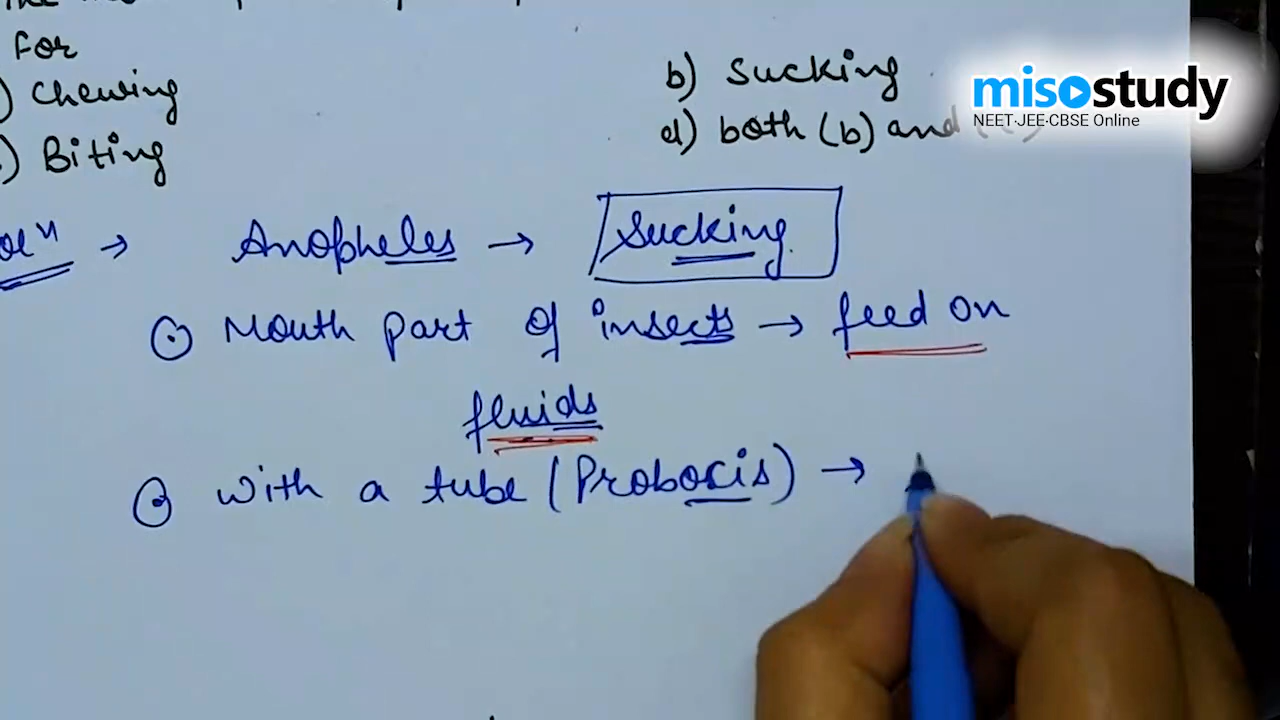 For
b) Sucking
misostudy
NEET-JEE-CBSE Online
) Chewing
d) both (b) and
) Biting
→ Anopheles → Sucking
Mouth part of insects → feed on
fluids
with a tube (Probocis) →